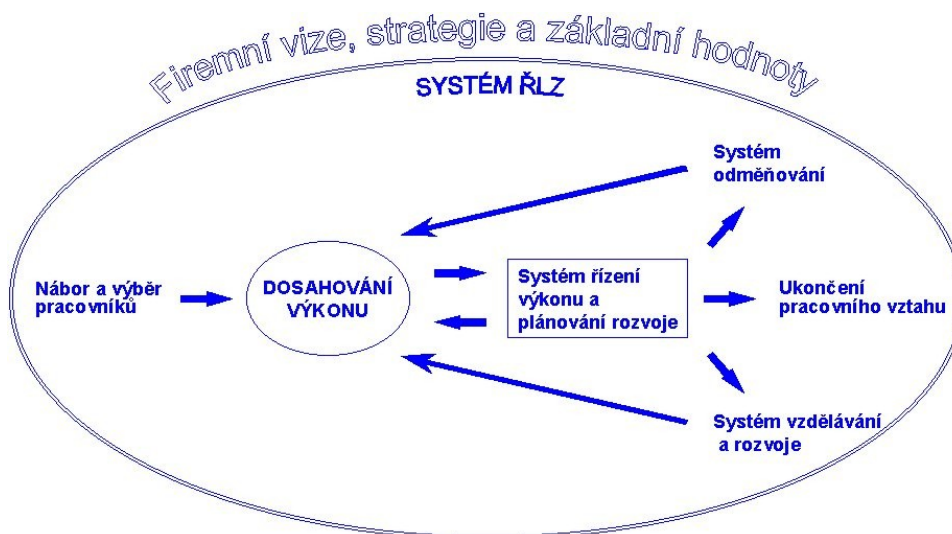 Firemní vize, strategie a základní hodnoty
SYSTÉM ŘLZ
Systém
odměňování
Nábor a výběr
pracovníků
DOSAHOVÁNÍ
VÝKONU
Systém řízení
výkonu a
plánování rozvoje
Ukončení
pracovního vztahu
Systém vzdělávání
a rozvoje